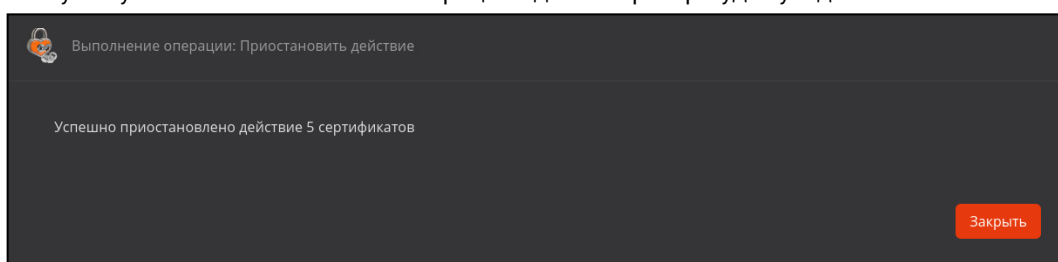 Выполнение операции: Приостановить действие
Успешно приостановлено действие 5 сертификатов
Закрыть